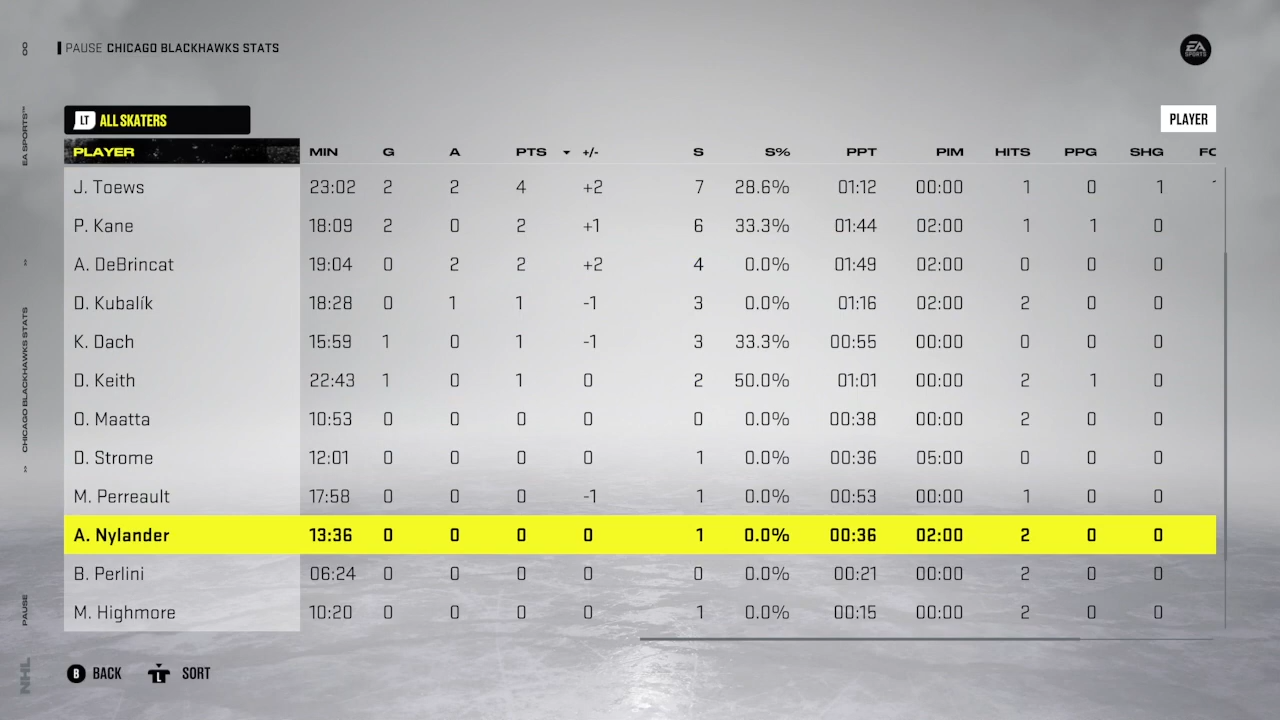 PAUSE CHICAGO BLACKHAWKS STATS
EA SPORTS
LT ALL SKATERS
PLAYER
PLAYER MIN G A PTS +/- S S% PPT PIM HITS PPG SHG
J. Toews 23:02 2 2 4 +2 7 28.6% 01:12 00:00 1 0 1
P. Kane 18:09 2 0 2 +1 6 33.3% 01:44 02:00 1 1 0
A. DeBrincat 19:04 0 2 2 +2 4 0.0% 01:49 02:00 0 0 0
D. Kubalík 18:28 0 1 1 -1 3 0.0% 01:16 02:00 2 0 0
K. Dach 15:59 1 0 1 -1 3 33.3% 00:55 00:00 0 0 0
D. Keith 22:43 1 0 1 0 2 50.0% 01:01 00:00 2 1 0
O. Maatta 10:53 0 0 0 0 0 0.0% 00:38 00:00 2 0 0
D. Strome 12:01 0 0 0 0 1 0.0% 00:36 05:00 0 0 0
M. Perreault 17:58 0 0 0 -1 1 0.0% 00:53 00:00 1 0 0
A. Nylander 13:36 0 0 0 0 1 0.0% 00:36 02:00 2 0 0
B. Perlini 06:24 0 0 0 0 0 0.0% 00:21 00:00 2 0 0
M. Highmore 10:20 0 0 0 0 1 0.0% 00:15 00:00 2 0 0
B BACK L SORT
NHL PAUSE » CHICAGO BLACKHAWKS STATS » EA SPORTS™